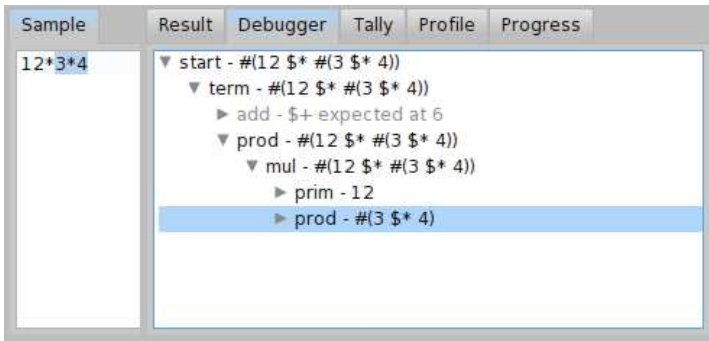 Sample
Result Debugger Tally Profile Progress
12*3*4
start - #(12 $* #(3 $* 4))
term - #(12 $* #(3 $* 4))
add - $+ expected at 6
prod - #(12 $* #(3 $* 4))
mul - #(12 $* #(3 $* 4))
prim - 12
prod - #(3 $* 4)